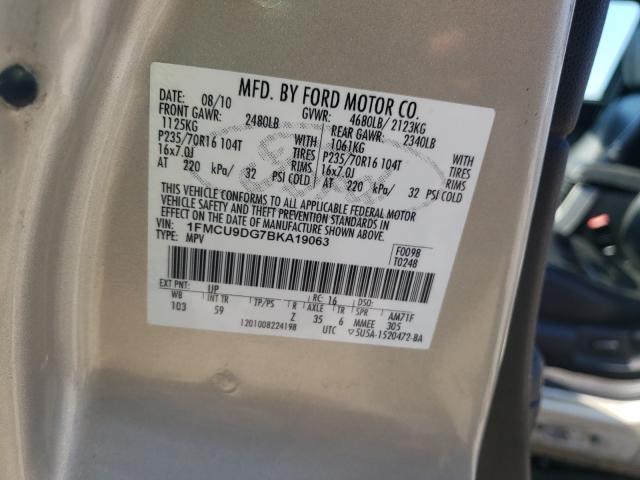 MFD. BY FORD MOTOR CO.
DATE: 08/10 GVWR: 4680LB/ 2123KG
FRONT GAWR: 2480LB REAR GAWR: 2340LB
1125KG WITH 1061KG WITH
P235/70R16 104T TIRES P235/70R16 104T TIRES
16x7.0J RIMS 16x7.0J RIMS
AT 220 kPa/ 32 PSI COLD AT 220 kPa/ 32 PSI COLD
THIS VEHICLE CONFORMS TO ALL APPLICABLE FEDERAL MOTOR
VEHICLE SAFETY AND THEFT PREVENTION STANDARDS IN
EFFECT ON THE DATE OF MANUFACTURE SHOWN ABOVE.
VIN: 1FMCU9DG7BKA19063
TYPE: MPV
F0098
T0248
EXT PNT: UP RC: 16 DSO:
WB INT TR TP/PS R AXLE TR SPR AM71F
103 59 Z 35 6 MMEE 305
1201008224198 UTC 5U5A-1520472-BA
Ford